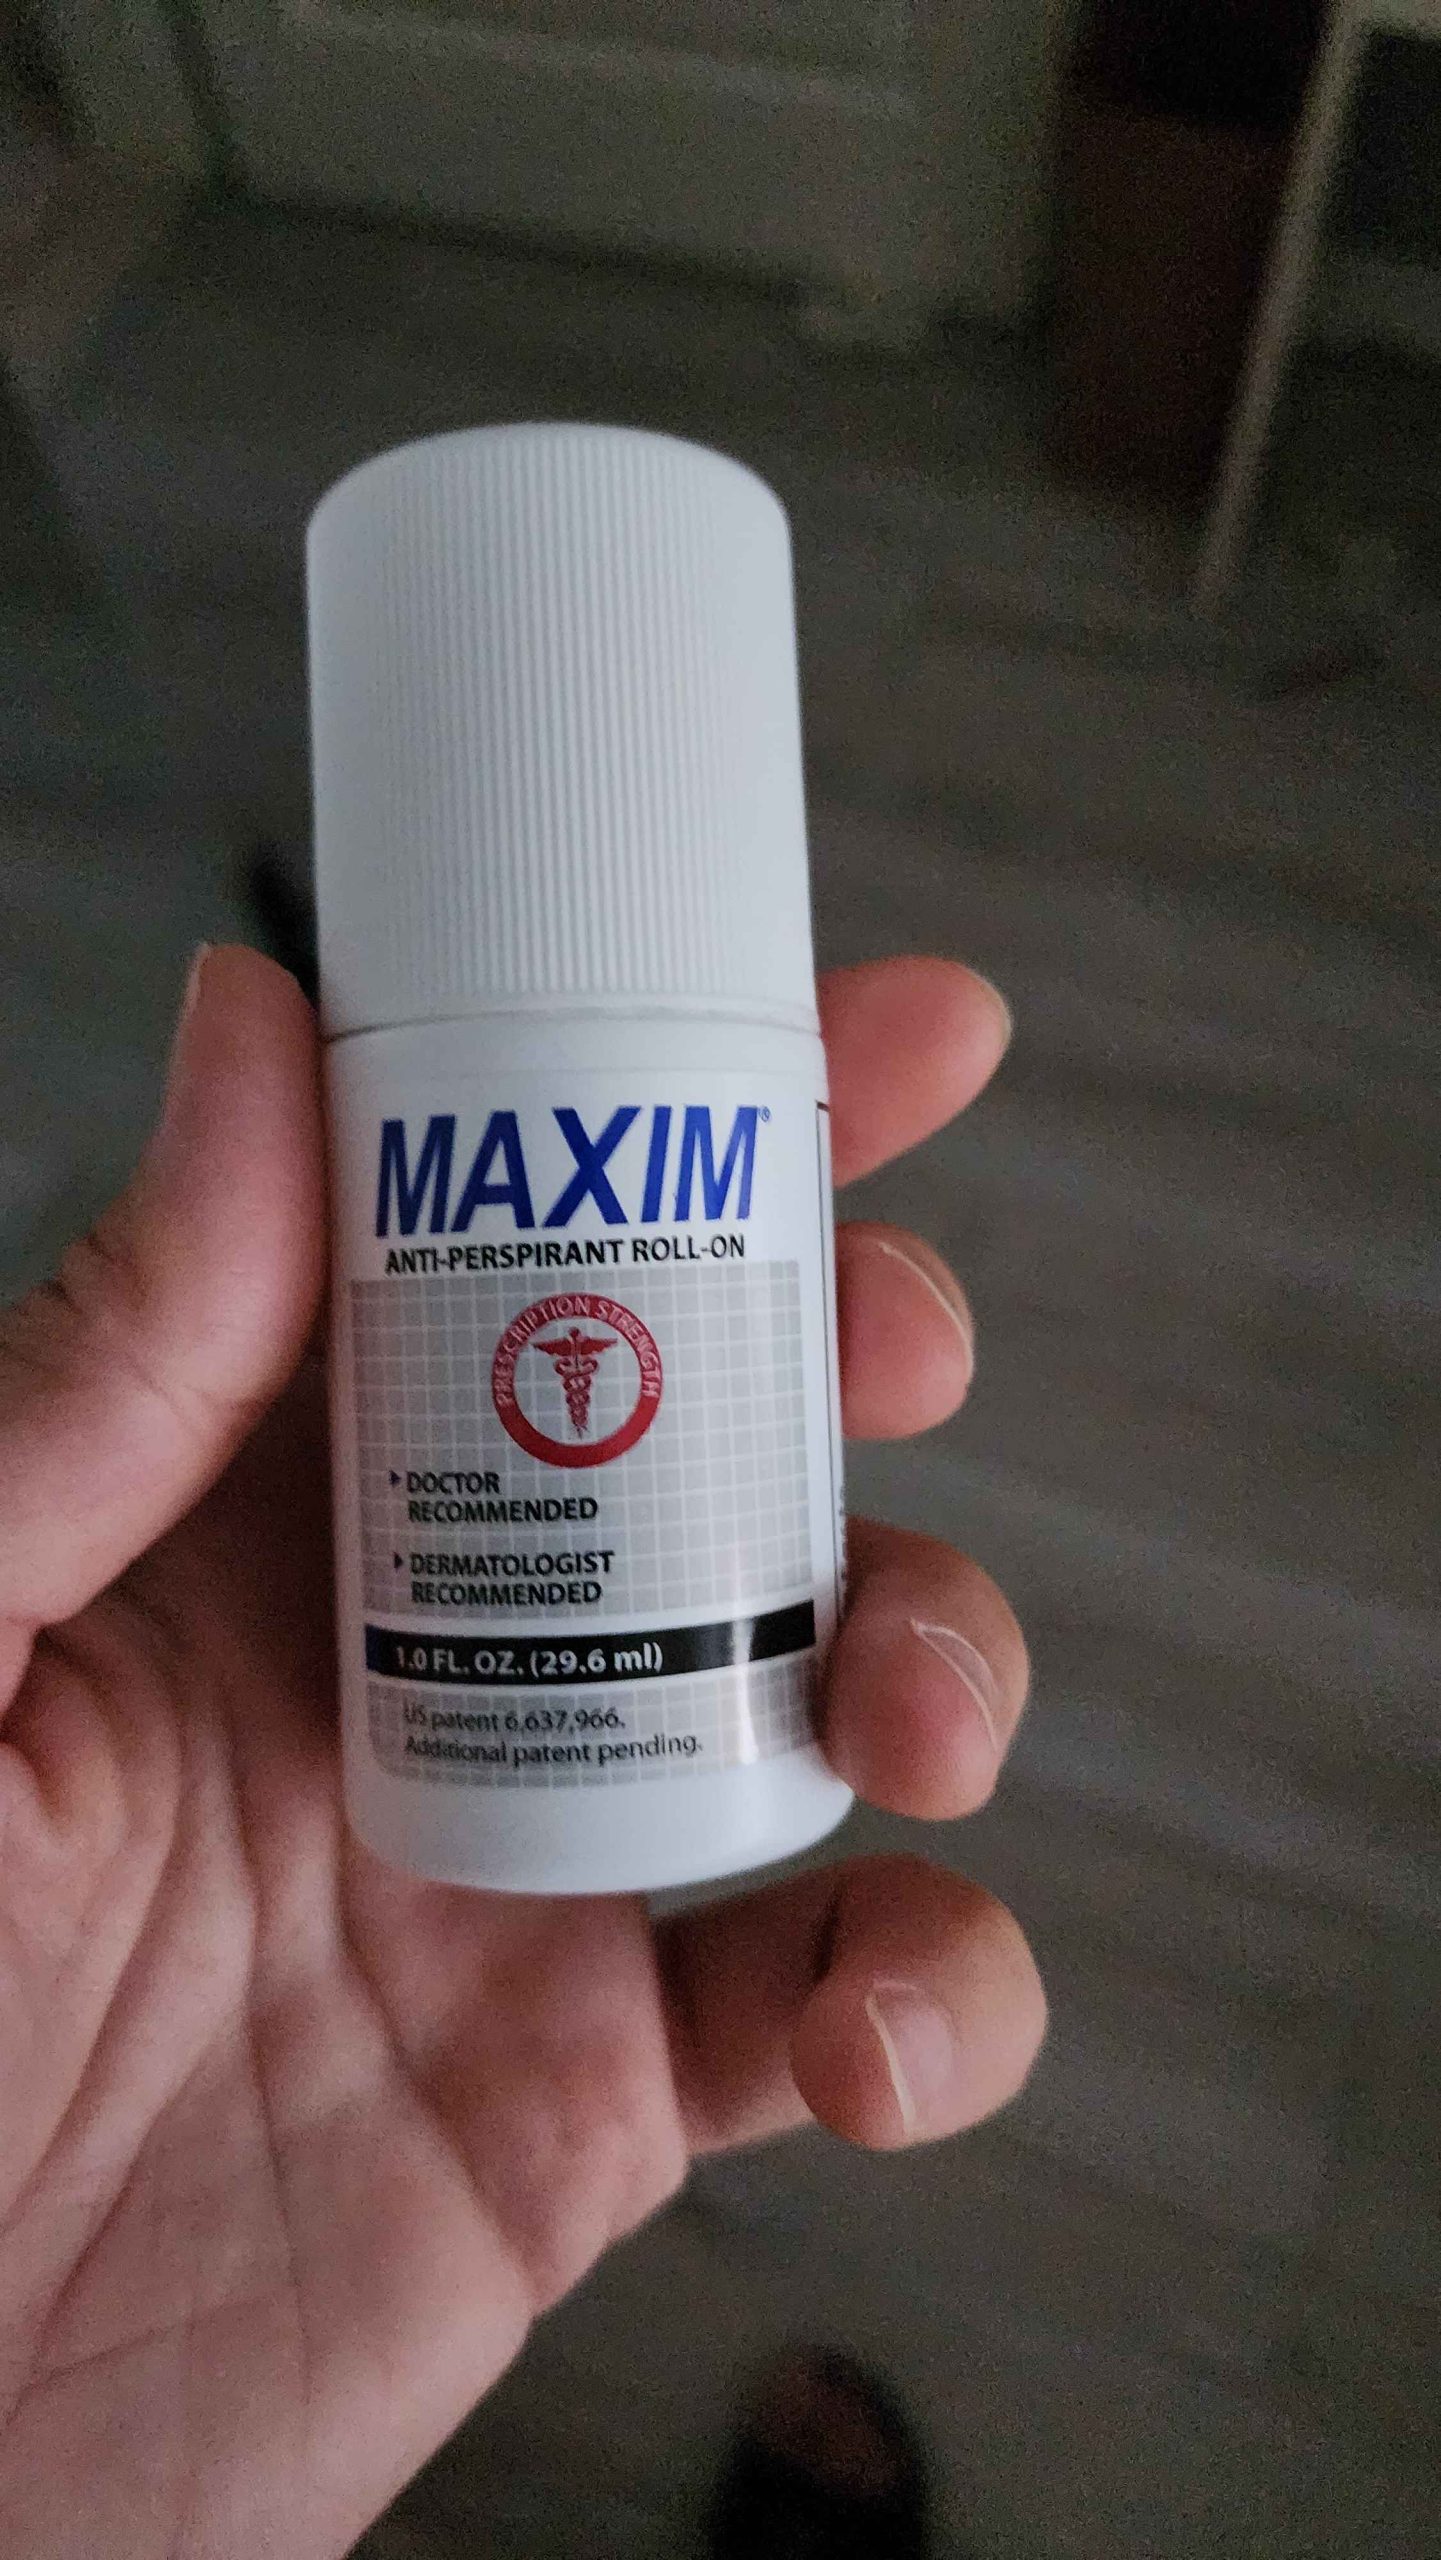 MAXIM®
ANTI-PERSPIRANT ROLL-ON
PRESCRIPTION STRENGTH
DOCTOR
RECOMMENDED
DERMATOLOGIST
RECOMMENDED
1.0 FL. OZ. (29.6 ml)
US patent 6,637,966.
Additional patent pending.